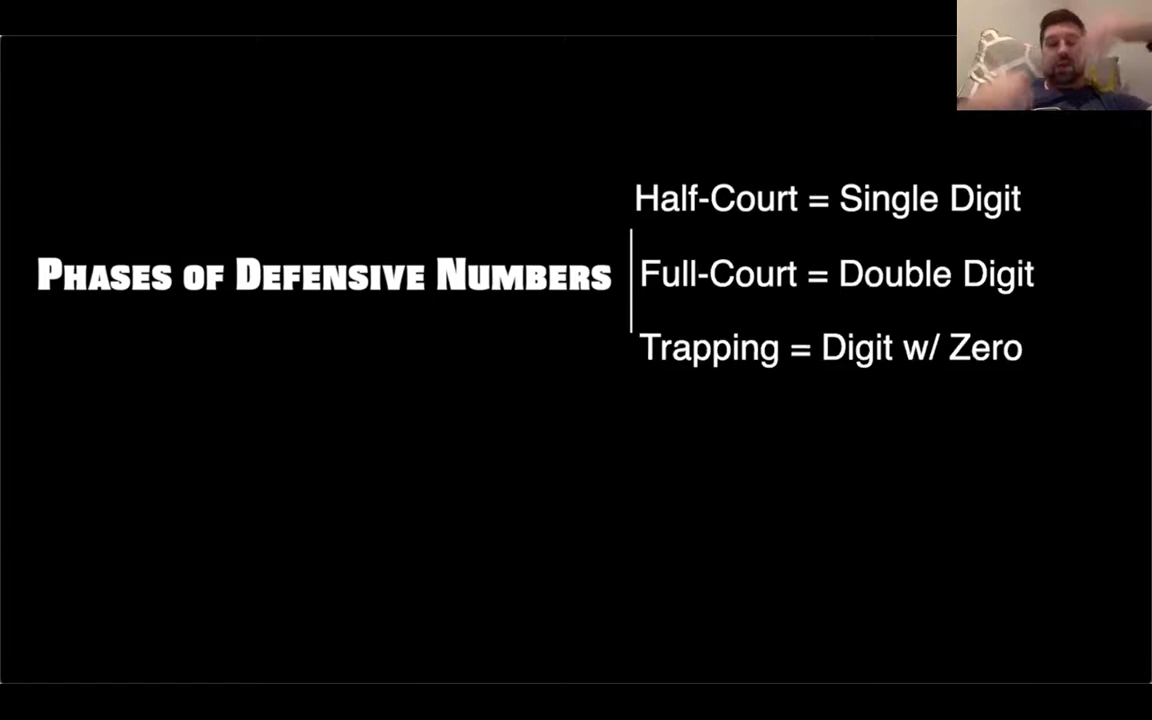 Half-Court = Single Digit
Phases of Defensive Numbers
Full-Court = Double Digit
Trapping = Digit w/ Zero